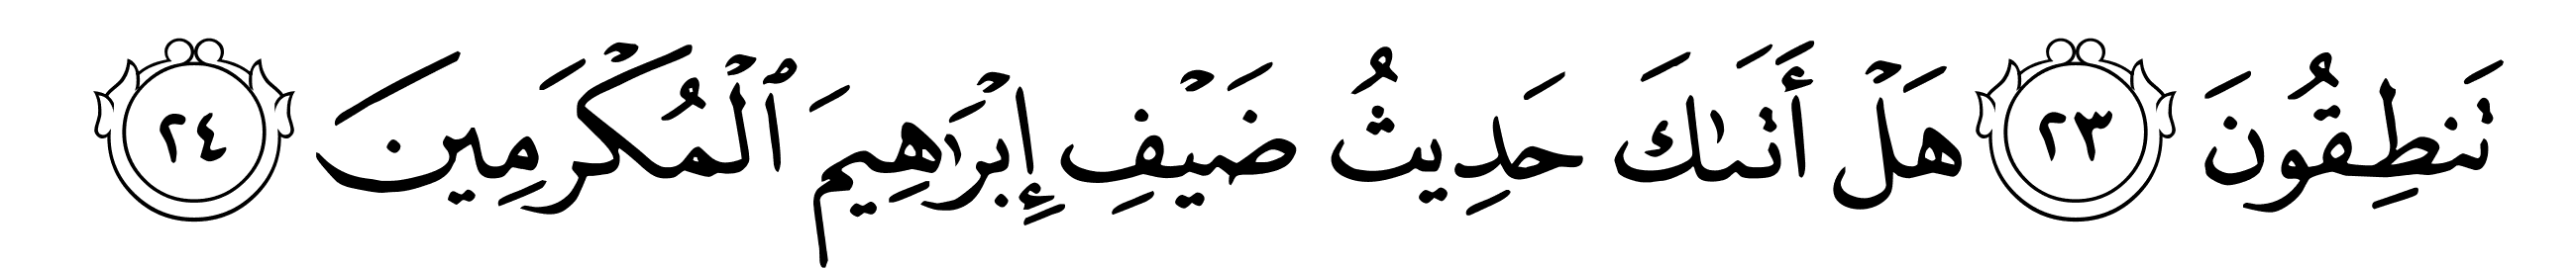 تَنطِقُونَ ٢٣ هَلْ أَتَىٰكَ حَدِيثُ ضَيْفِ إِبْرَٰهِيمَ ٱلْمُكْرَمِينَ ٢٤